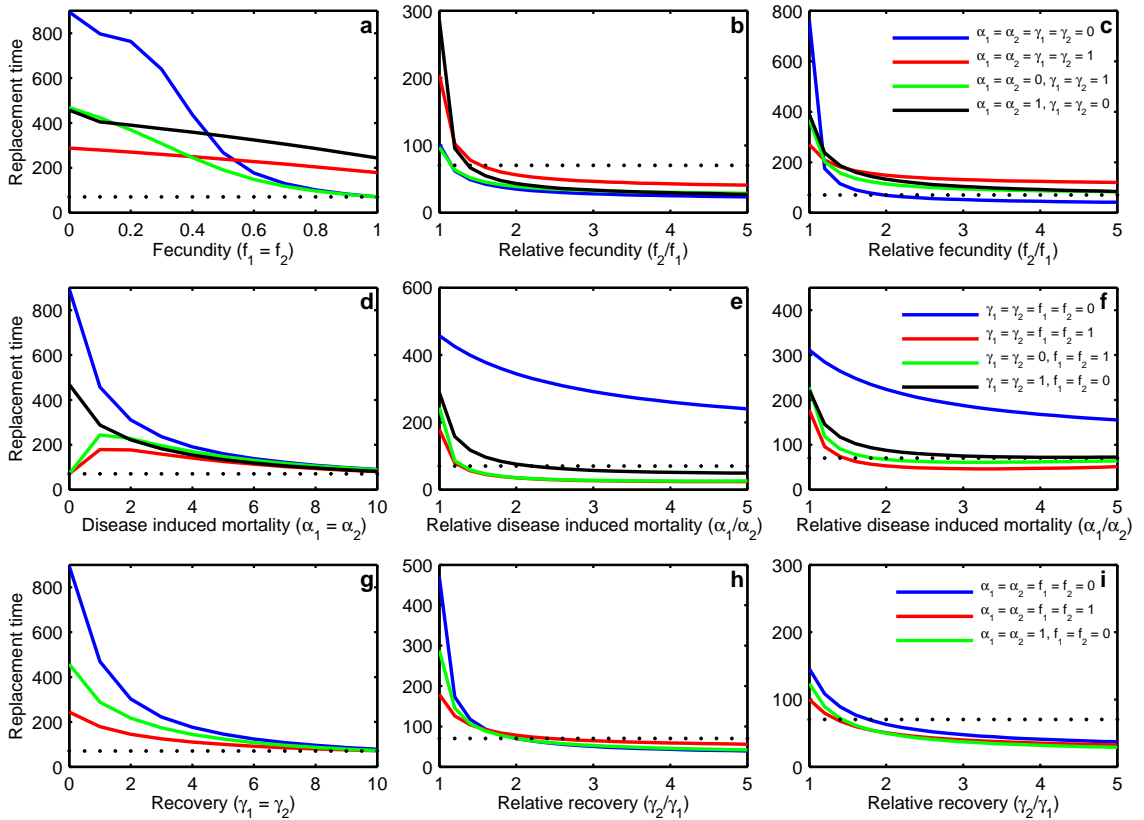 a
800
600
400
200
0
Replacement time
0 0.2 0.4 0.6 0.8 1
Fecundity (f₁ = f₂)
b
300
200
100
0
1 2 3 4 5
Relative fecundity (f₂/f₁)
c
800
600
400
200
0
α₁ = α₂ = γ₁ = γ₂ = 0
α₁ = α₂ = γ₁ = γ₂ = 1
α₁ = α₂ = 0, γ₁ = γ₂ = 1
α₁ = α₂ = 1, γ₁ = γ₂ = 0
1 2 3 4 5
Relative fecundity (f₂/f₁)
d
800
600
400
200
0
Replacement time
0 2 4 6 8 10
Disease induced mortality (α₁ = α₂)
e
600
400
200
0
1 2 3 4 5
Relative disease induced mortality (α₁/α₂)
f
400
300
200
100
0
γ₁ = γ₂ = f₁ = f₂ = 0
γ₁ = γ₂ = f₁ = f₂ = 1
γ₁ = γ₂ = 0, f₁ = f₂ = 1
γ₁ = γ₂ = 1, f₁ = f₂ = 0
1 2 3 4 5
Relative disease induced mortality (α₁/α₂)
g
800
600
400
200
0
Replacement time
0 2 4 6 8 10
Recovery (γ₁ = γ₂)
h
500
400
300
200
100
0
1 2 3 4 5
Relative recovery (γ₂/γ₁)
i
300
200
100
0
α₁ = α₂ = f₁ = f₂ = 0
α₁ = α₂ = f₁ = f₂ = 1
α₁ = α₂ = 1, f₁ = f₂ = 0
1 2 3 4 5
Relative recovery (γ₂/γ₁)